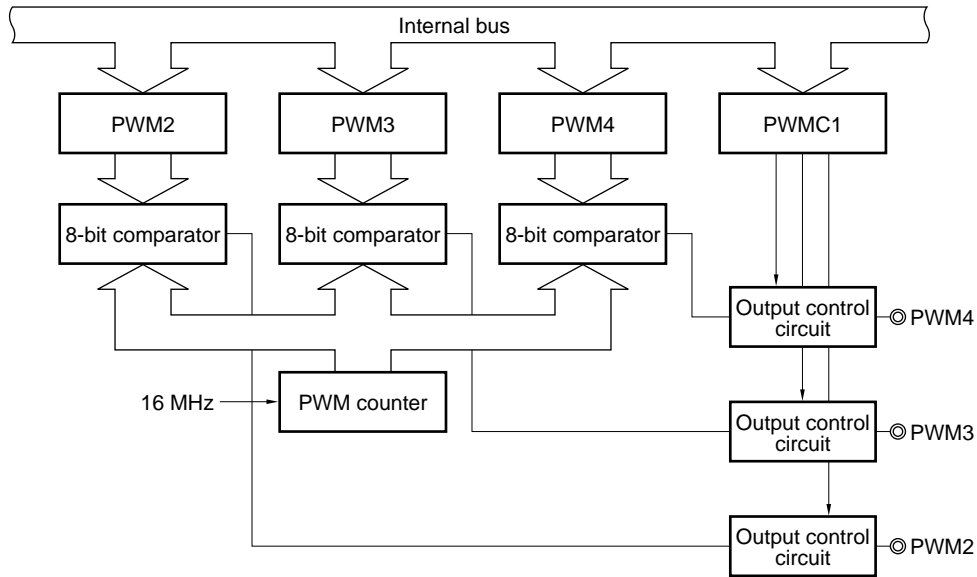 Internal bus
PWM2
PWM3
PWM4
PWMC1
8-bit comparator
8-bit comparator
8-bit comparator
Output control
circuit
PWM4
16 MHz
PWM counter
Output control
circuit
PWM3
Output control
circuit
PWM2